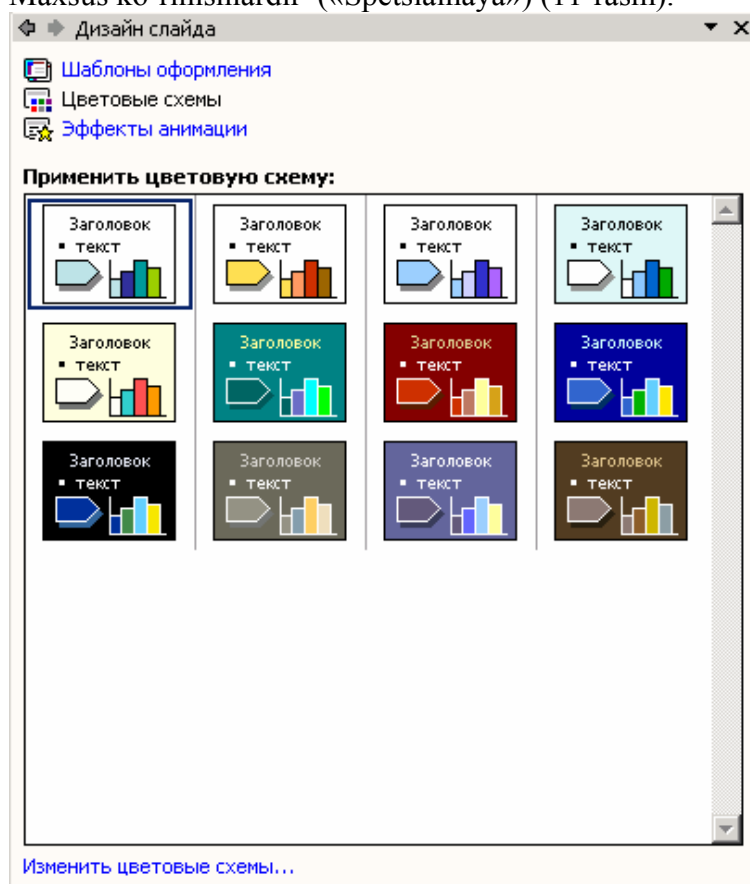 Maxsus ko‘rinishlardir («Spetsialnaya») (11-rasm).
Дизайн слайда
Шаблоны оформления
Цветовые схемы
Эффекты анимации
Применить цветовую схему:
Заголовок Заголовок Заголовок Заголовок
▪ текст ▪ текст ▪ текст ▪ текст
Заголовок Заголовок Заголовок Заголовок
▪ текст ▪ текст ▪ текст ▪ текст
Заголовок Заголовок Заголовок Заголовок
▪ текст ▪ текст ▪ текст ▪ текст
Изменить цветовые схемы...